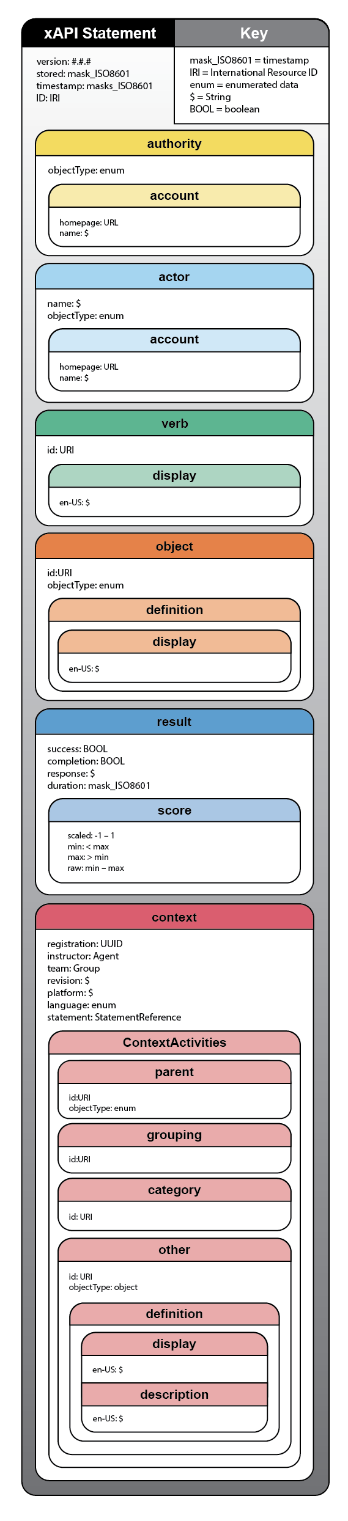 xAPI Statement
version: #.#.#
stored: mask_ISO8601
timestamp: masks_ISO8601
ID: IRI
Key
mask_ISO8601 = timestamp
IRI = International Resource ID
enum = enumerated data
$ = String
BOOL = boolean
authority
objectType: enum
account
homepage: URL
name: $
actor
name: $
objectType: enum
account
homepage: URL
name: $
verb
id: URI
display
en-US: $
object
id:URI
objectType: enum
definition
display
en-US: $
result
success: BOOL
completion: BOOL
response: $
duration: mask_ISO8601
score
scaled: -1 – 1
min: < max
max: > min
raw: min – max
context
registration: UUID
instructor: Agent
team: Group
revision: $
platform: $
language: enum
statement: StatementReference
ContextActivities
parent
id:URI
objectType: enum
grouping
id:URI
category
id: URI
other
id: URI
objectType: object
definition
display
en-US: $
description
en-US: $